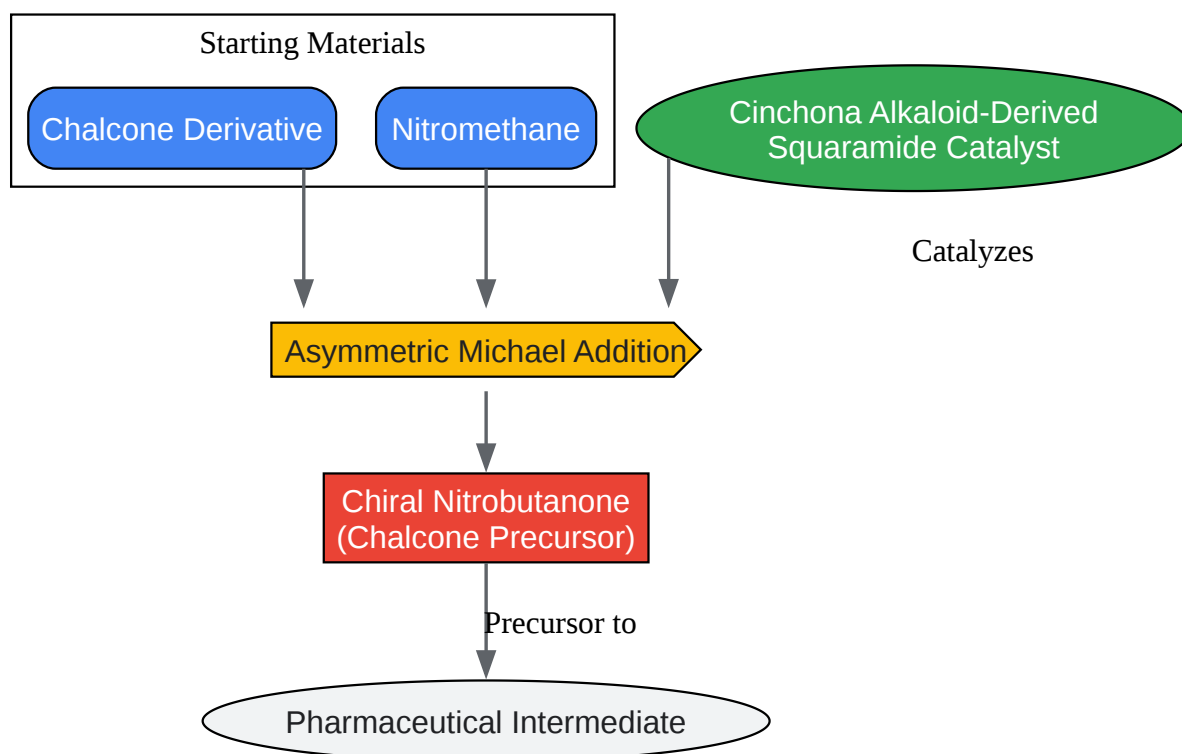 Starting Materials
Chalcone Derivative
Nitromethane
Cinchona Alkaloid-Derived
Squaramide Catalyst
Catalyzes
Asymmetric Michael Addition
Chiral Nitrobutanone
(Chalcone Precursor)
Precursor to
Pharmaceutical Intermediate